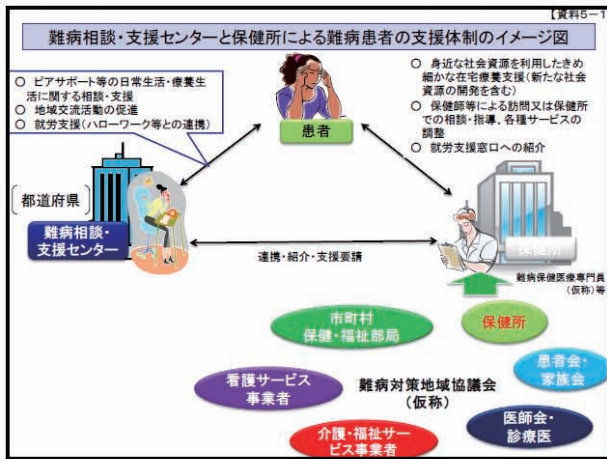 【資料5-1
難病相談・支援センターと保健所による難病患者の支援体制のイメージ図
○ ピアサポート等の日常生活・療養生
活に関する相談・支援
○ 地域交流活動の促進
○ 就労支援(ハローワーク等との連携)
患者
○ 身近な社会資源を利用したきめ
細かな在宅療養支援(新たな社会
資源の開発を含む)
○ 保健師等による訪問又は保健所
での相談・指導、各種サービスの
調整
○ 就労支援窓口への紹介
都道府県
難病相談・
支援センター
連携・紹介・支援要請
保健所
難病保健医療専門員
(仮称)等
市町村
保健・福祉部局
保健所
患者会・
家族会
看護サービス
事業者
難病対策地域協議会
(仮称)
介護・福祉サー
ビス事業者
医師会・
診療医